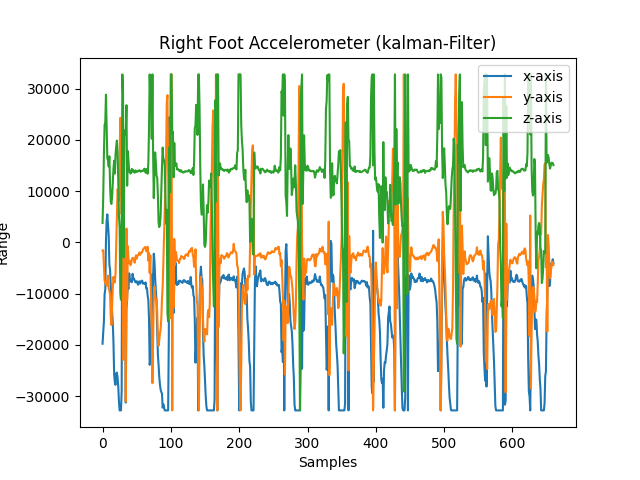 Right Foot Accelerometer (kalman-Filter)
x-axis
y-axis
z-axis
30000
20000
10000
0
−10000
−20000
−30000
Range
0 100 200 300 400 500 600
Samples